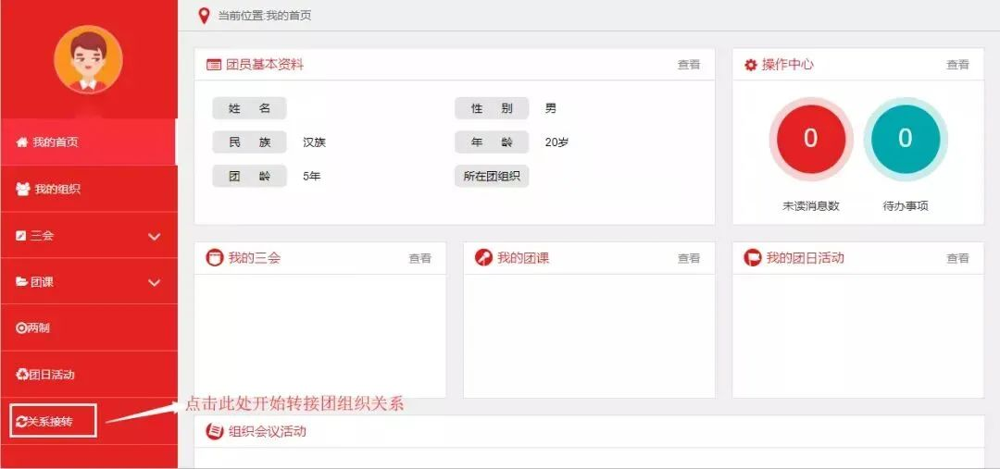 当前位置:我的首页
我的首页
我的组织
三会
团课
两制
团日活动
关系接转
点击此处开始转接团组织关系
团员基本资料 查看
姓 名
性 别 男
民 族 汉族
年 龄 20岁
团 龄 5年
所在团组织
操作中心 查看
0 0
未读消息数 待办事项
我的三会 查看
我的团课 查看
我的团日活动 查看
组织会议活动